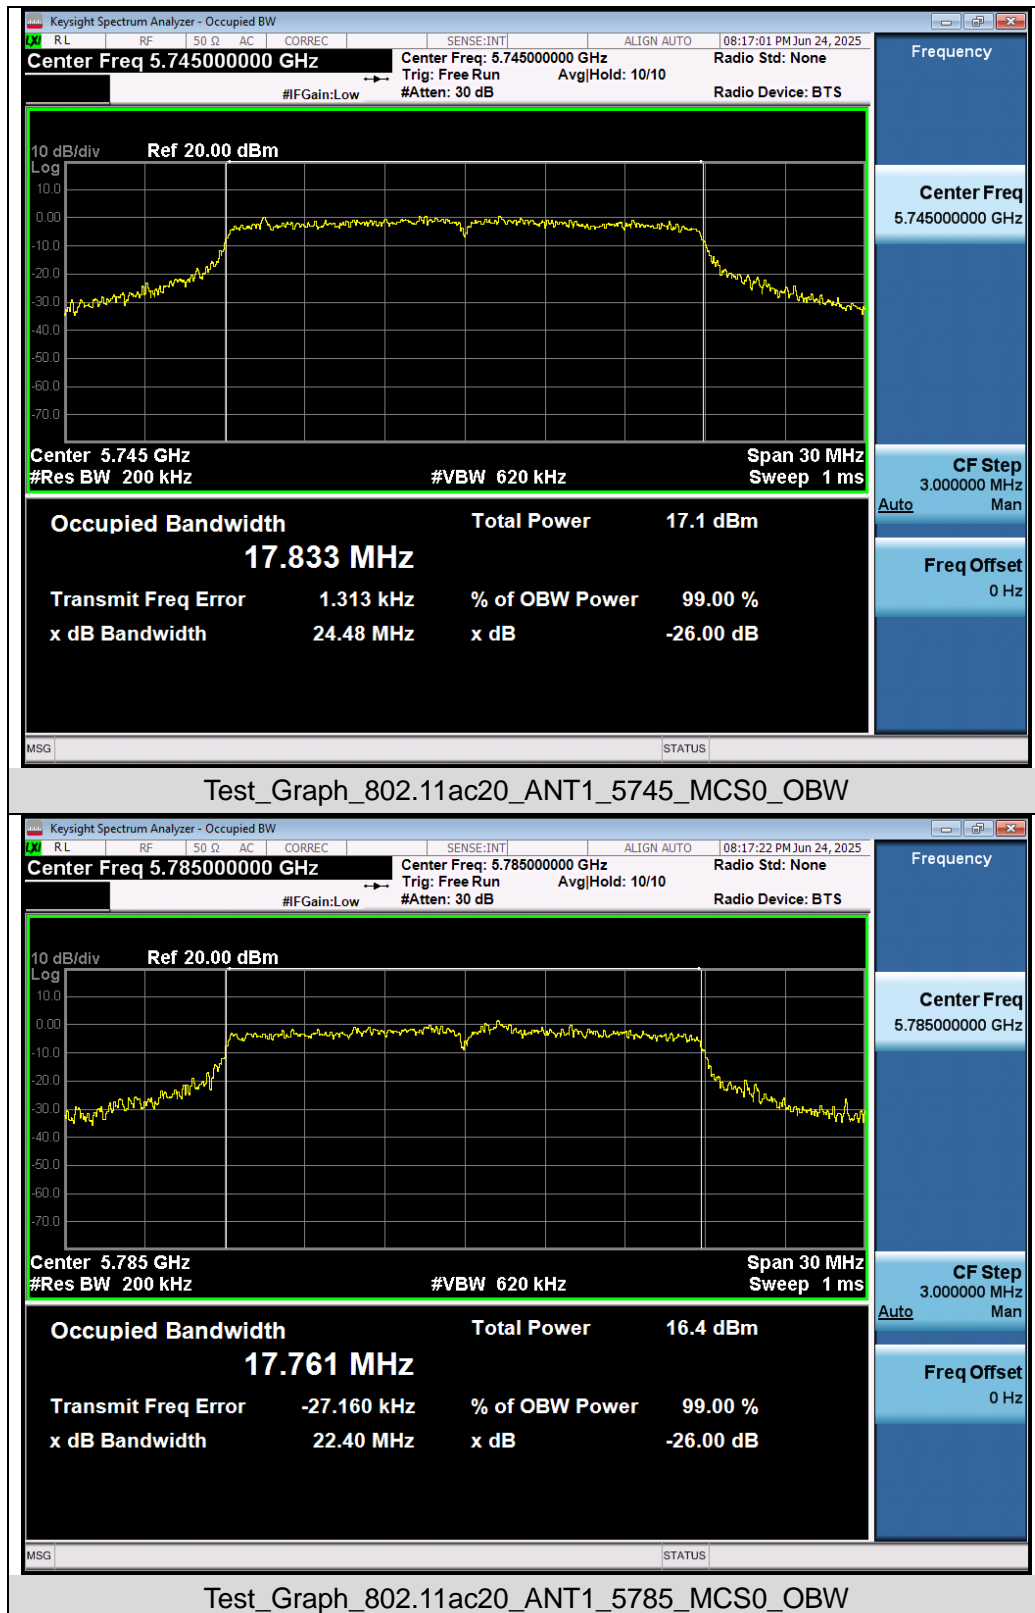 Keysight Spectrum Analyzer - Occupied BW
LXI RL RF 50 Ω AC CORREC SENSE:INT ALIGN AUTO 08:17:01 PM Jun 24, 2025
Center Freq 5.745000000 GHz
Center Freq: 5.745000000 GHz
Radio Std: None
Trig: Free Run Avg|Hold: 10/10
#IFGain:Low #Atten: 30 dB Radio Device: BTS
Frequency
10 dB/div Ref 20.00 dBm
Log
10.0
0.00
-10.0
-20.0
-30.0
-40.0
-50.0
-60.0
-70.0
Center 5.745 GHz Span 30 MHz
#Res BW 200 kHz #VBW 620 kHz Sweep 1 ms
Center Freq
5.745000000 GHz
CF Step
3.000000 MHz
Auto Man
Freq Offset
0 Hz
Occupied Bandwidth Total Power 17.1 dBm
17.833 MHz
Transmit Freq Error 1.313 kHz % of OBW Power 99.00 %
x dB Bandwidth 24.48 MHz x dB -26.00 dB
MSG STATUS
Test_Graph_802.11ac20_ANT1_5745_MCS0_OBW
Keysight Spectrum Analyzer - Occupied BW
LXI RL RF 50 Ω AC CORREC SENSE:INT ALIGN AUTO 08:17:22 PM Jun 24, 2025
Center Freq 5.785000000 GHz
Center Freq: 5.785000000 GHz
Radio Std: None
Trig: Free Run Avg|Hold: 10/10
#IFGain:Low #Atten: 30 dB Radio Device: BTS
Frequency
10 dB/div Ref 20.00 dBm
Log
10.0
0.00
-10.0
-20.0
-30.0
-40.0
-50.0
-60.0
-70.0
Center 5.785 GHz Span 30 MHz
#Res BW 200 kHz #VBW 620 kHz Sweep 1 ms
Center Freq
5.785000000 GHz
CF Step
3.000000 MHz
Auto Man
Freq Offset
0 Hz
Occupied Bandwidth Total Power 16.4 dBm
17.761 MHz
Transmit Freq Error -27.160 kHz % of OBW Power 99.00 %
x dB Bandwidth 22.40 MHz x dB -26.00 dB
MSG STATUS
Test_Graph_802.11ac20_ANT1_5785_MCS0_OBW